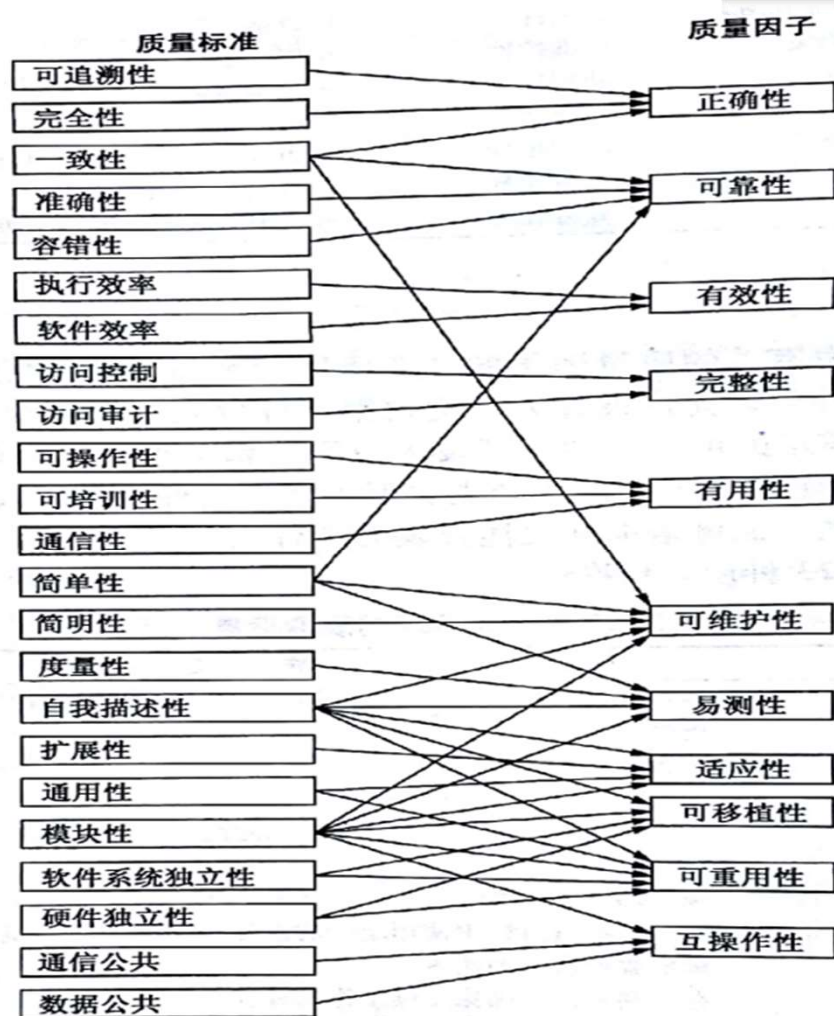 质量标准
质量因子
可追溯性
完全性
一致性
准确性
容错性
执行效率
软件效率
访问控制
访问审计
可操作性
可培训性
通信性
简单性
简明性
度量性
自我描述性
扩展性
通用性
模块性
软件系统独立性
硬件独立性
通信公共
数据公共
正确性
可靠性
有效性
完整性
有用性
可维护性
易测性
适应性
可移植性
可重用性
互操作性